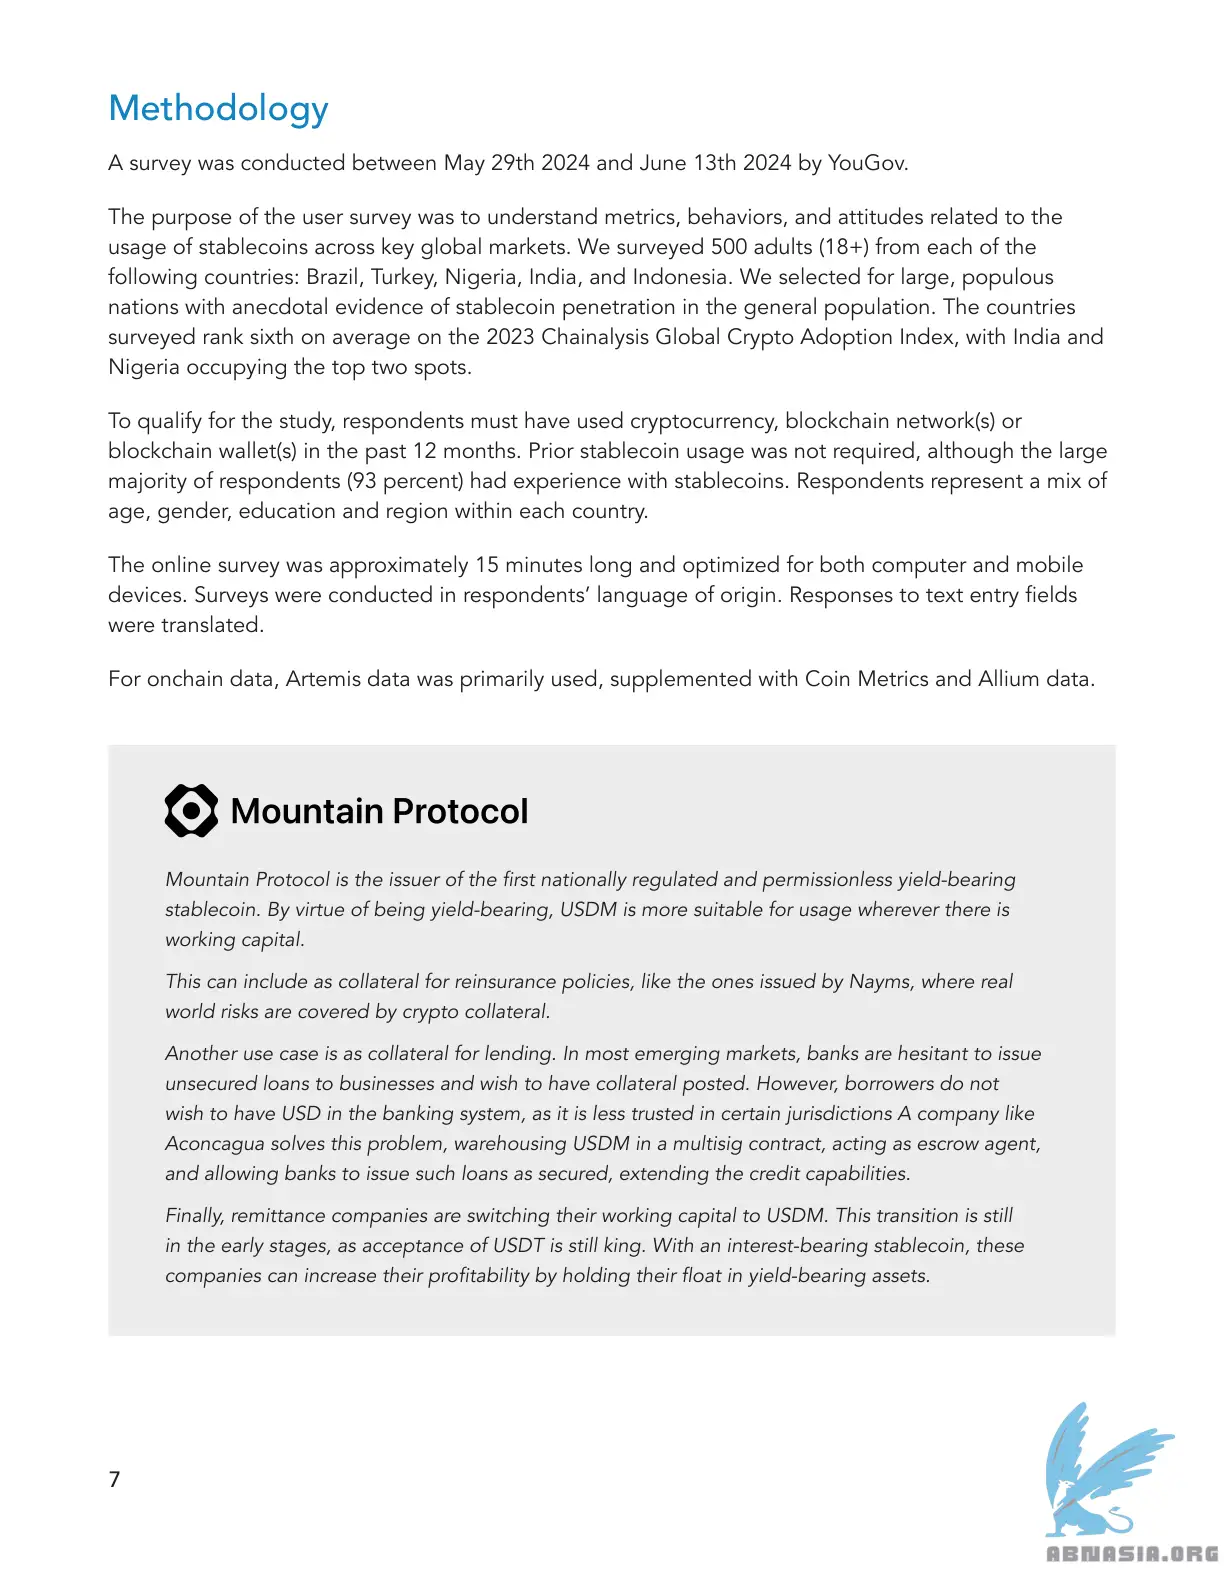 Methodology
A survey was conducted between May 29th 2024 and June 13th 2024 by YouGov.
The purpose of the user survey was to understand metrics, behaviors, and attitudes related to the
usage of stablecoins across key global markets. We surveyed 500 adults (18+) from each of the
following countries: Brazil, Turkey, Nigeria, India, and Indonesia. We selected for large, populous
nations with anecdotal evidence of stablecoin penetration in the general population. The countries
surveyed rank sixth on average on the 2023 Chainalysis Global Crypto Adoption Index, with India and
Nigeria occupying the top two spots.
To qualify for the study, respondents must have used cryptocurrency, blockchain network(s) or
blockchain wallet(s) in the past 12 months. Prior stablecoin usage was not required, although the large
majority of respondents (93 percent) had experience with stablecoins. Respondents represent a mix of
age, gender, education and region within each country.
The online survey was approximately 15 minutes long and optimized for both computer and mobile
devices. Surveys were conducted in respondents’ language of origin. Responses to text entry fields
were translated.
For onchain data, Artemis data was primarily used, supplemented with Coin Metrics and Allium data.
Mountain Protocol
Mountain Protocol is the issuer of the first nationally regulated and permissionless yield-bearing
stablecoin. By virtue of being yield-bearing, USDM is more suitable for usage wherever there is
working capital.
This can include as collateral for reinsurance policies, like the ones issued by Nayms, where real
world risks are covered by crypto collateral.
Another use case is as collateral for lending. In most emerging markets, banks are hesitant to issue
unsecured loans to businesses and wish to have collateral posted. However, borrowers do not
wish to have USD in the banking system, as it is less trusted in certain jurisdictions A company like
Aconcagua solves this problem, warehousing USDM in a multisig contract, acting as escrow agent,
and allowing banks to issue such loans as secured, extending the credit capabilities.
Finally, remittance companies are switching their working capital to USDM. This transition is still
in the early stages, as acceptance of USDT is still king. With an interest-bearing stablecoin, these
companies can increase their profitability by holding their float in yield-bearing assets.
7
ABNASIA.ORG